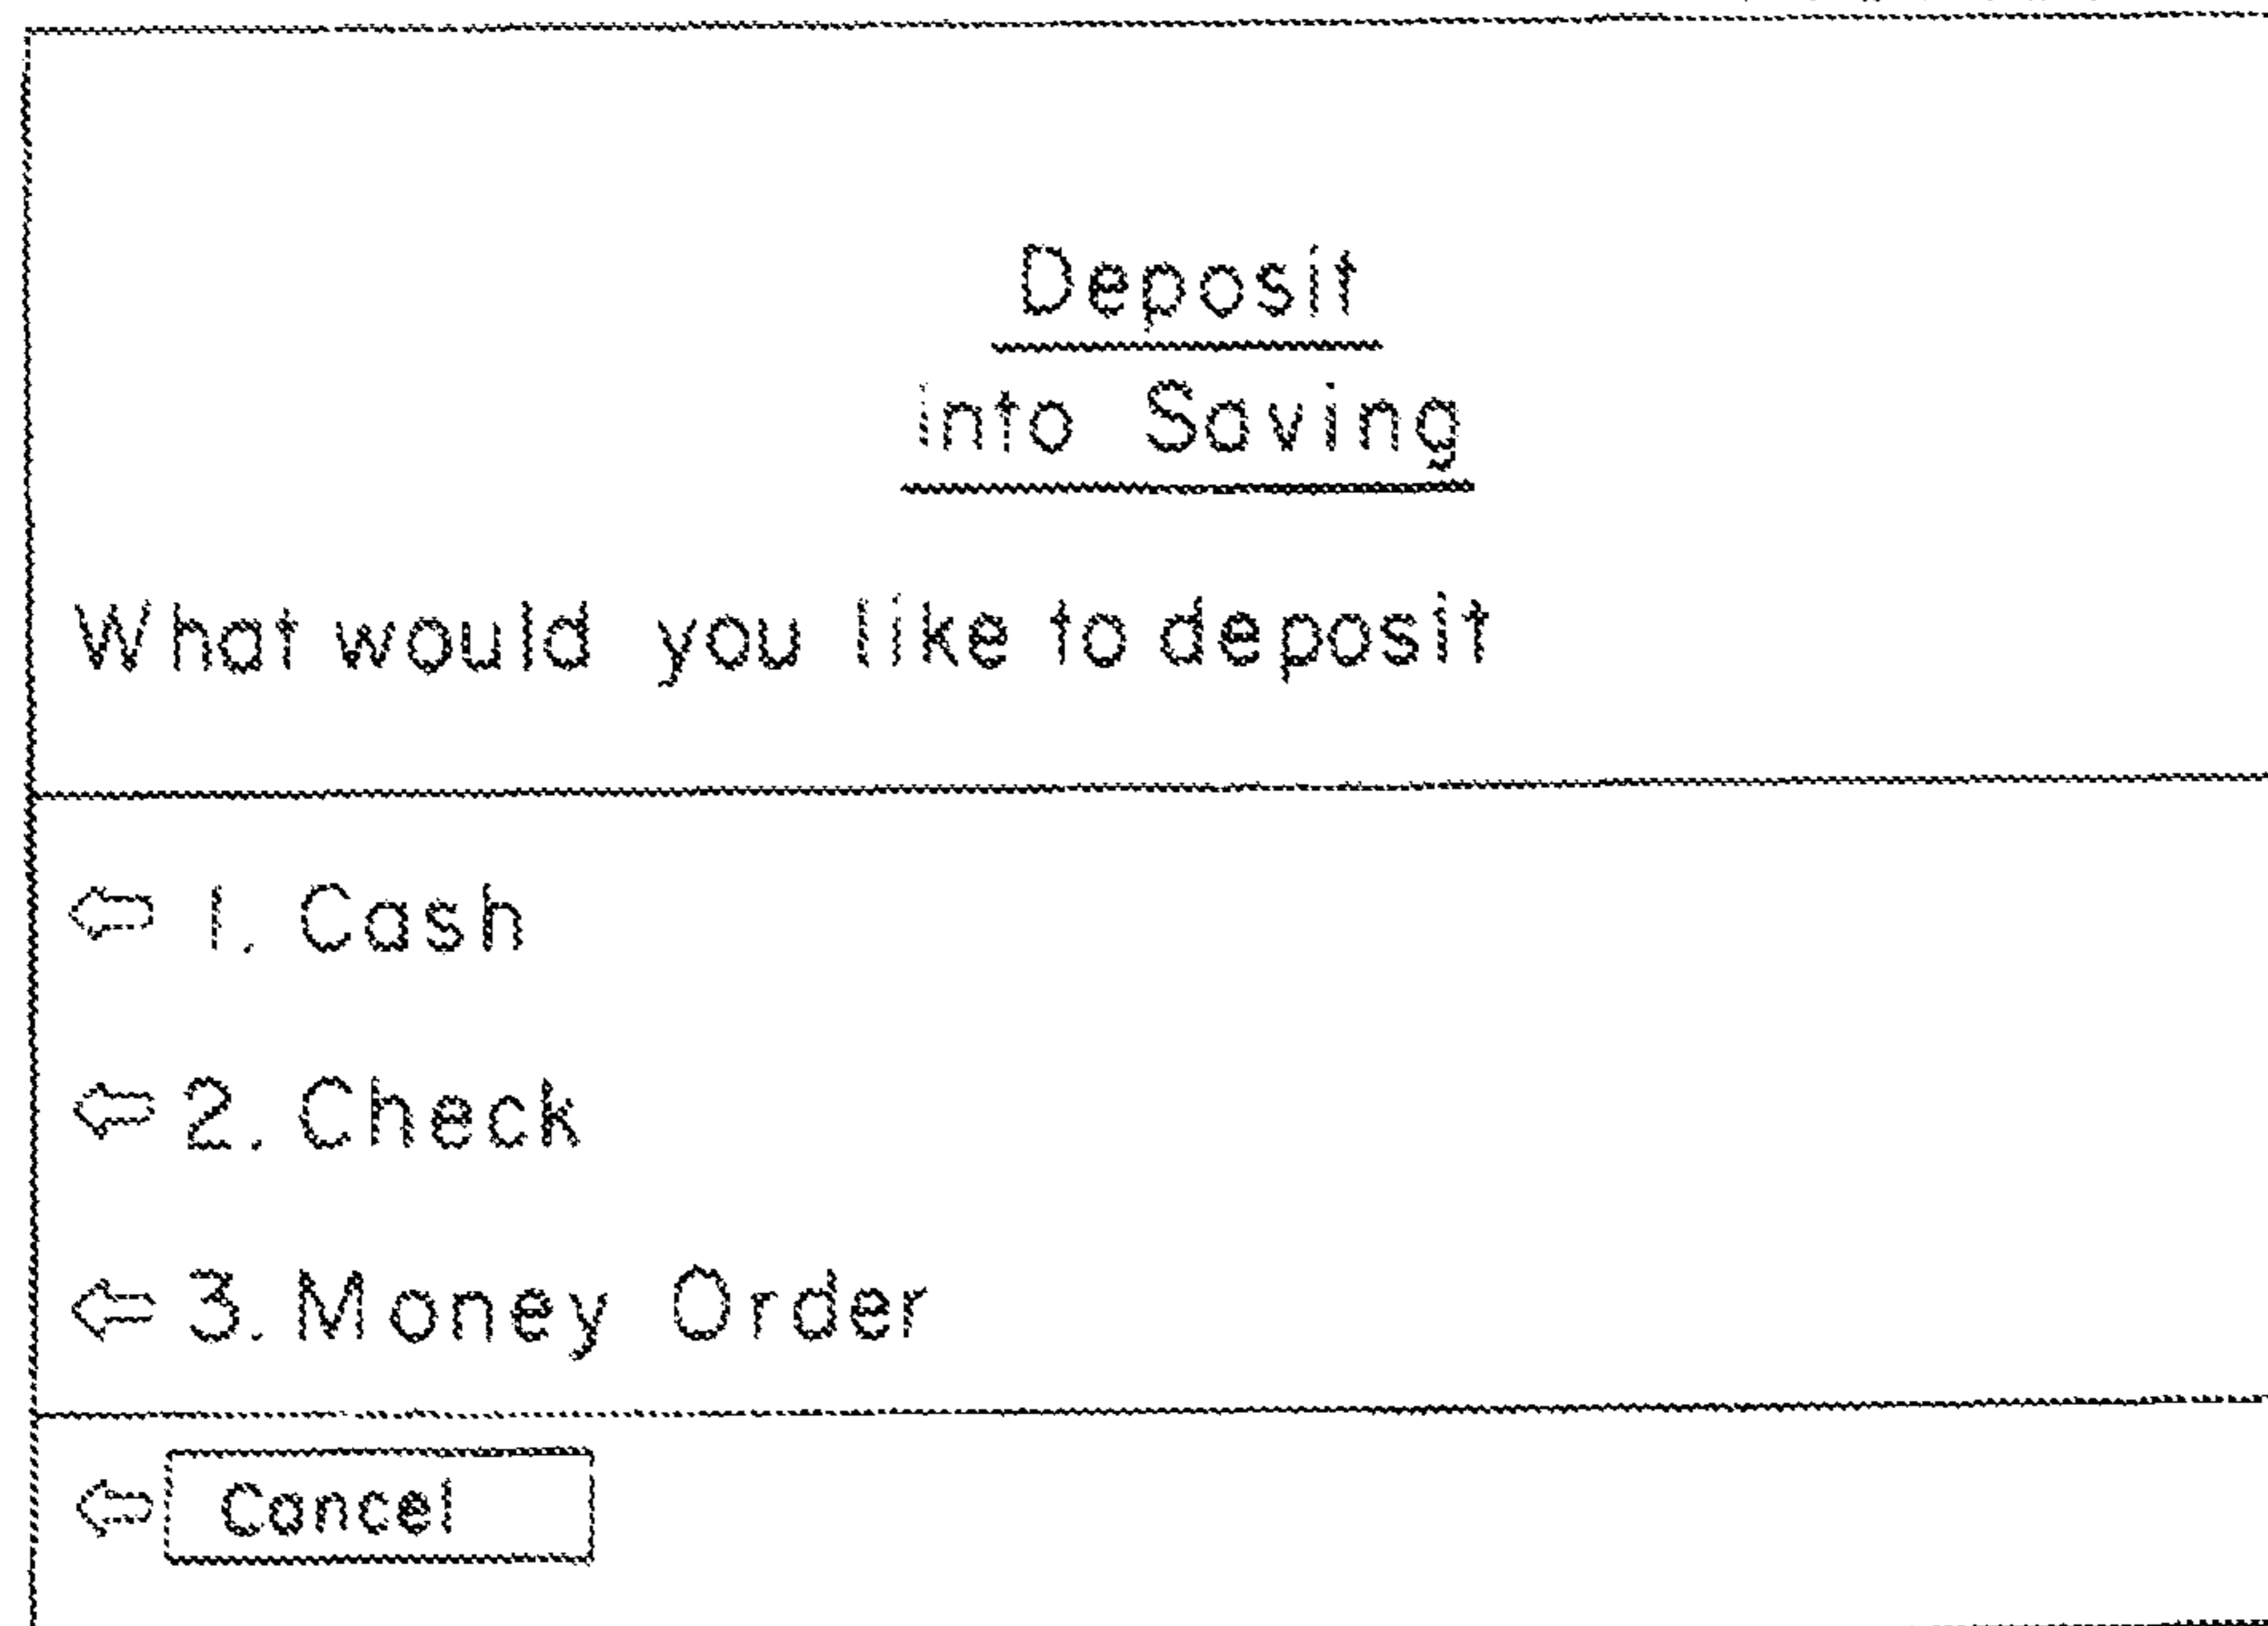 Deposit
into Saving
What would you like to deposit
⇦ 1. Cash
⇦ 2. Check
⇦ 3. Money Order
⇦ Cancel